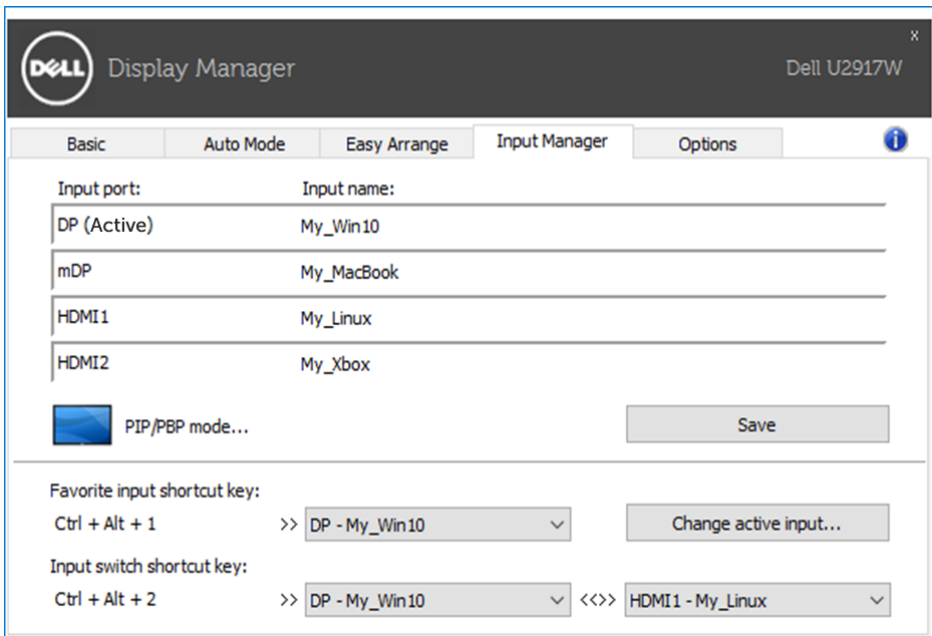 x
DELL Display Manager Dell U2917W
Basic Auto Mode Easy Arrange Input Manager Options i
Input port: Input name:
DP (Active) My_Win10
mDP My_MacBook
HDMI1 My_Linux
HDMI2 My_Xbox
PIP/PBP mode... Save
Favorite input shortcut key:
Ctrl + Alt + 1 >> DP - My_Win10 Change active input...
Input switch shortcut key:
Ctrl + Alt + 2 >> DP - My_Win10 <<>> HDMI1 - My_Linux